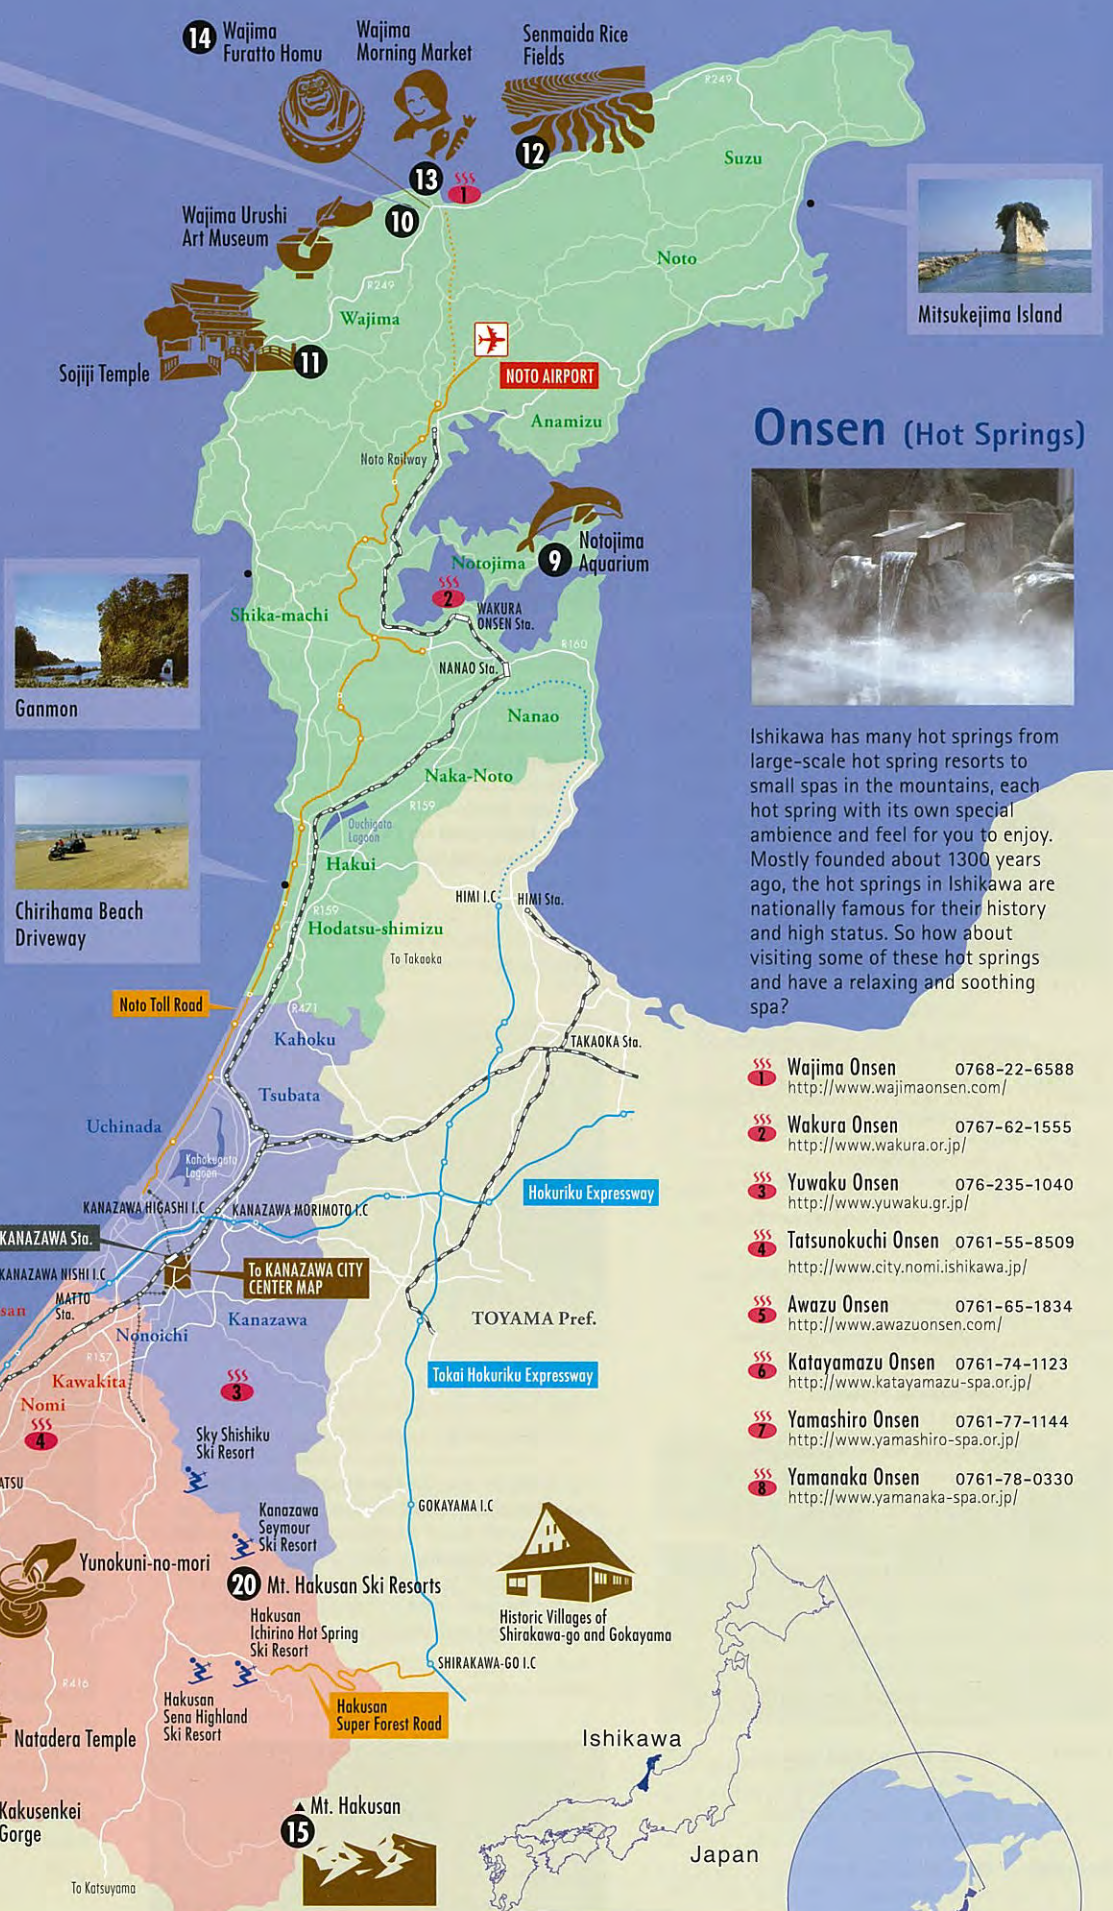 14 Wajima
Furatto Homu
Wajima
Morning Market
Senmaida Rice
Fields
R249
12
13
1
10
Suzu
Wajima Urushi
Art Museum
Noto
R249
Wajima
Mitsukejima Island
Sojiji Temple
11
NOTO AIRPORT
Anamizu
Noto Railway
Onsen (Hot Springs)
Notojima
9
Notojima
Aquarium
2
WAKURA
ONSEN Sta.
Shika-machi
R160
NANAO Sta.
Ganmon
Nanao
Naka-Noto
R159
Ouchigata
Lagoon
Hakui
Chirihama Beach
Driveway
R159
Hodatsu-shimizu
HIMI I.C
HIMI Sta.
To Takaoka
Noto Toll Road
R471
Kahoku
TAKAOKA Sta.
Tsubata
Uchinada
Kahokugata
Lagoon
KANAZAWA HIGASHI I.C
KANAZAWA MORIMOTO I.C
Hokuriku Expressway
KANAZAWA Sta.
KANAZAWA NISHI I.C
To KANAZAWA CITY
CENTER MAP
MATTO
Sta.
san
Nonoichi
Kanazawa
TOYAMA Pref.
R157
Kawakita
Nomi
3
Tokai Hokuriku Expressway
4
Sky Shishiku
Ski Resort
ATSU
Kanazawa
Seymour
Ski Resort
GOKAYAMA I.C
Yunokuni-no-mori
20 Mt. Hakusan Ski Resorts
Hakusan
Ichirino Hot Spring
Ski Resort
Historic Villages of
Shirakawa-go and Gokayama
SHIRAKAWA-GO I.C
R416
Hakusan
Sena Highland
Ski Resort
Hakusan
Super Forest Road
Natadera Temple
Kakusenkei
Gorge
Mt. Hakusan
15
To Katsuyama
Ishikawa has many hot springs from
large-scale hot spring resorts to
small spas in the mountains, each
hot spring with its own special
ambience and feel for you to enjoy.
Mostly founded about 1300 years
ago, the hot springs in Ishikawa are
nationally famous for their history
and high status. So how about
visiting some of these hot springs
and have a relaxing and soothing
spa?
1 Wajima Onsen 0768-22-6588
http://www.wajimaonsen.com/
2 Wakura Onsen 0767-62-1555
http://www.wakura.or.jp/
3 Yuwaku Onsen 076-235-1040
http://www.yuwaku.gr.jp/
4 Tatsunokuchi Onsen 0761-55-8509
http://www.city.nomi.ishikawa.jp/
5 Awazu Onsen 0761-65-1834
http://www.awazuonsen.com/
6 Katayamazu Onsen 0761-74-1123
http://www.katayamazu-spa.or.jp/
7 Yamashiro Onsen 0761-77-1144
http://www.yamashiro-spa.or.jp/
8 Yamanaka Onsen 0761-78-0330
http://www.yamanaka-spa.or.jp/
Ishikawa
Japan